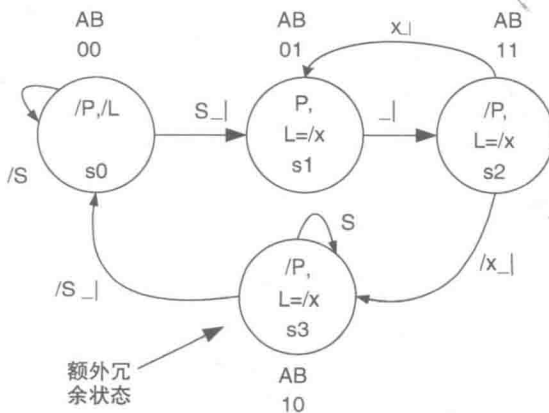 AB
00
/P,/L
s0
/S
S_|
AB
01
P,
L=/x
s1
_|
x_|
AB
11
/P,
L=/x
s2
/x_|
S
/P,
L=/x
s3
/S_|
额外冗
余状态
AB
10